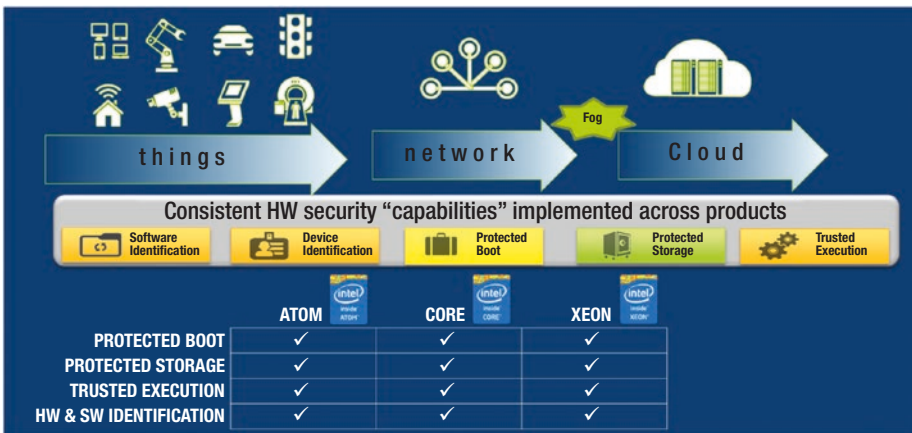 things
network
Fog
Cloud
Consistent HW security “capabilities” implemented across products
Software
Identification
Device
Identification
Protected
Boot
Protected
Storage
Trusted
Execution
ATOM
intel
inside
ATOM
CORE
intel
inside
CORE
XEON
intel
inside
XEON
PROTECTED BOOT ✓ ✓ ✓
PROTECTED STORAGE ✓ ✓ ✓
TRUSTED EXECUTION ✓ ✓ ✓
HW & SW IDENTIFICATION ✓ ✓ ✓